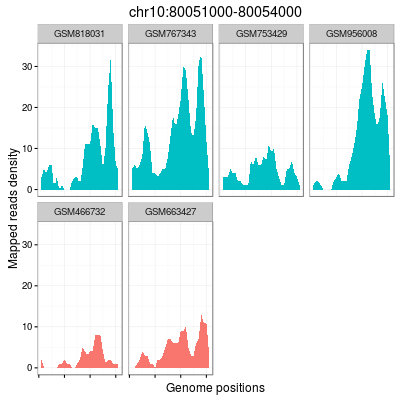 chr10:80051000-80054000
GSM818031 GSM767343 GSM753429 GSM956008
30
20
10
0
GSM466732 GSM663427
30
20
10
0
Mapped reads density
Genome positions